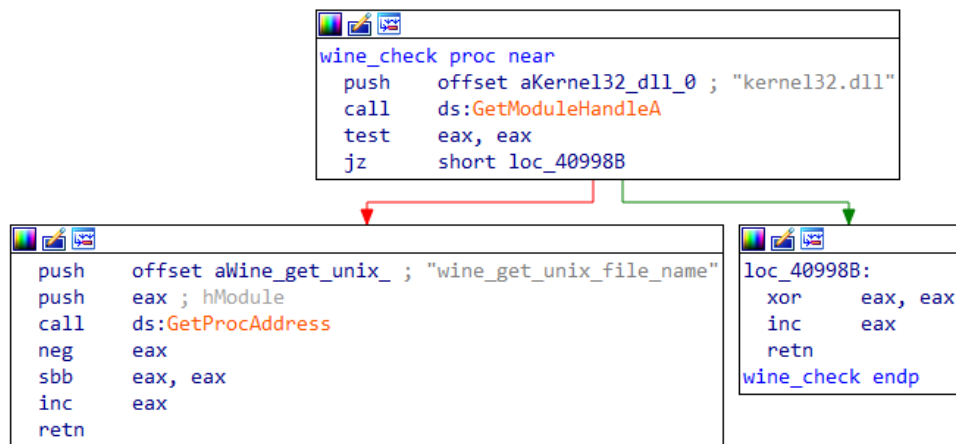 wine_check proc near
push offset aKernel32_dll_0 ; "kernel32.dll"
call ds:GetModuleHandleA
test eax, eax
jz short loc_40998B
push offset aWine_get_unix_ ; "wine_get_unix_file_name"
push eax ; hModule
call ds:GetProcAddress
neg eax
sbb eax, eax
inc eax
retn
loc_40998B:
xor eax, eax
inc eax
retn
wine_check endp